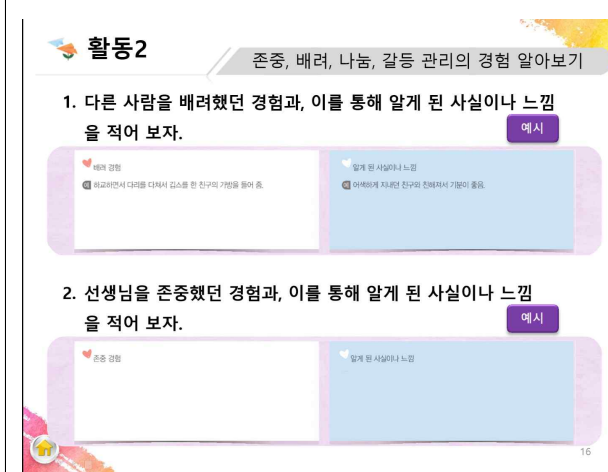 활동2
존중, 배려, 나눔, 갈등 관리의 경험 알아보기
1. 다른 사람을 배려했던 경험과, 이를 통해 알게 된 사실이나 느낌
을 적어 보자.
예시
배려 경험
예 하교하면서 다리를 다쳐서 깁스를 한 친구의 가방을 들어 줌.
알게 된 사실이나 느낌
예 어색하게 지내던 친구와 친해져서 기분이 좋음.
2. 선생님을 존중했던 경험과, 이를 통해 알게 된 사실이나 느낌
을 적어 보자.
예시
존중 경험
알게 된 사실이나 느낌
16